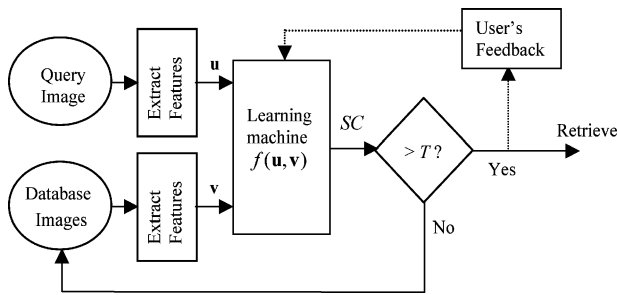 Query
Image
Extract
Features
u
Database
Images
Extract
Features
v
Learning
machine
f(u,v)
SC
> T ?
User's
Feedback
Yes
Retrieve
No